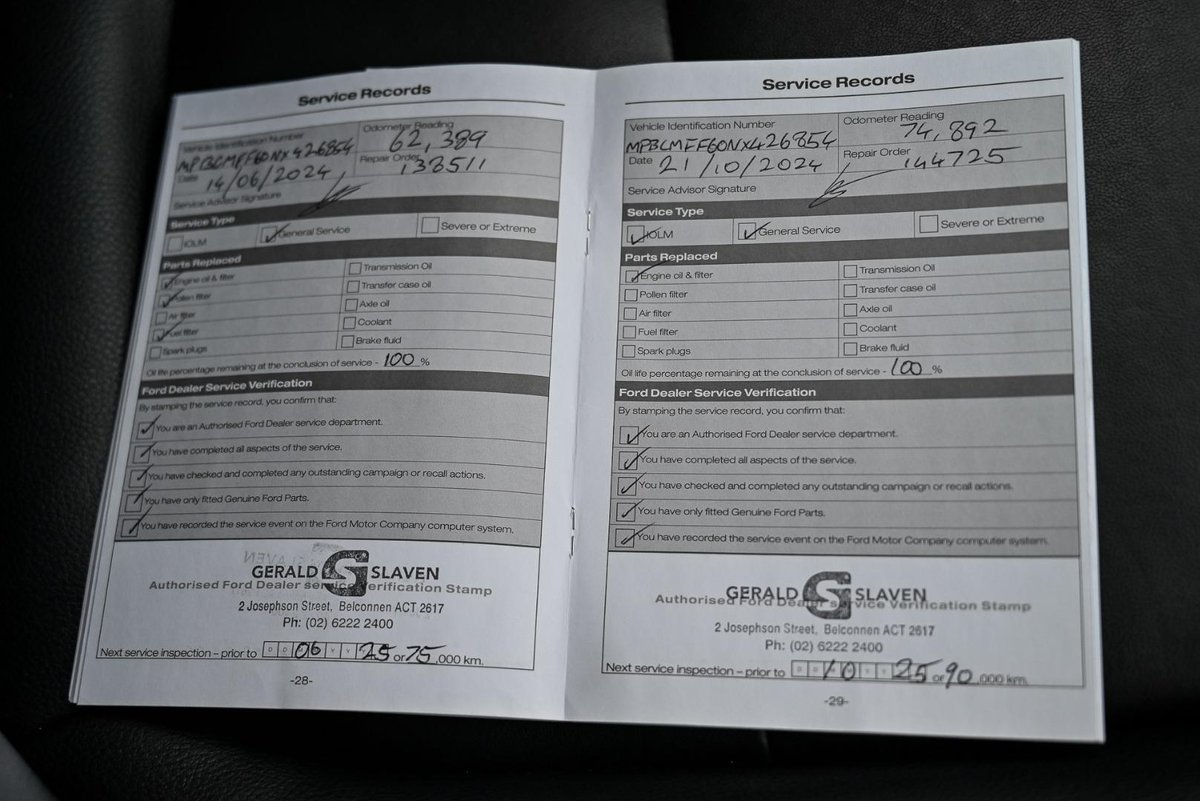 Service Records
Vehicle Identification Number
Odometer Reading
MPBCMFF60NX426854
62,389
Date 14/06/2024
Repair Order 138511
Service Advisor Signature
Service Type
IOLM
General Service
Severe or Extreme
Parts Replaced
Engine oil & filter
Transmission Oil
Pollen filter
Transfer case oil
Air filter
Axle oil
Fuel filter
Coolant
Spark plugs
Brake fluid
Oil life percentage remaining at the conclusion of service - 100 %
Ford Dealer Service Verification
By stamping the service record, you confirm that:
You are an Authorised Ford Dealer service department.
You have completed all aspects of the service.
You have checked and completed any outstanding campaign or recall actions.
You have only fitted Genuine Ford Parts.
You have recorded the service event on the Ford Motor Company computer system.
GERALD GS SLAVEN
Authorised Ford Dealer service Verification Stamp
2 Josephson Street, Belconnen ACT 2617
Ph: (02) 6222 2400
Next service inspection – prior to 06 25 or 75 ,000 km.
-28-
Service Records
Vehicle Identification Number
Odometer Reading
MPBCMFF60NX426854
74,892
Date 21/10/2024
Repair Order 144725
Service Advisor Signature
Service Type
IOLM
General Service
Severe or Extreme
Parts Replaced
Engine oil & filter
Transmission Oil
Pollen filter
Transfer case oil
Air filter
Axle oil
Fuel filter
Coolant
Spark plugs
Brake fluid
Oil life percentage remaining at the conclusion of service - 100 %
Ford Dealer Service Verification
By stamping the service record, you confirm that:
You are an Authorised Ford Dealer service department.
You have completed all aspects of the service.
You have checked and completed any outstanding campaign or recall actions.
You have only fitted Genuine Ford Parts.
You have recorded the service event on the Ford Motor Company computer system.
GERALD GS SLAVEN
Authorised Ford Dealer service Verification Stamp
2 Josephson Street, Belconnen ACT 2617
Ph: (02) 6222 2400
Next service inspection – prior to 10 25 or 90 ,000 km.
-29-